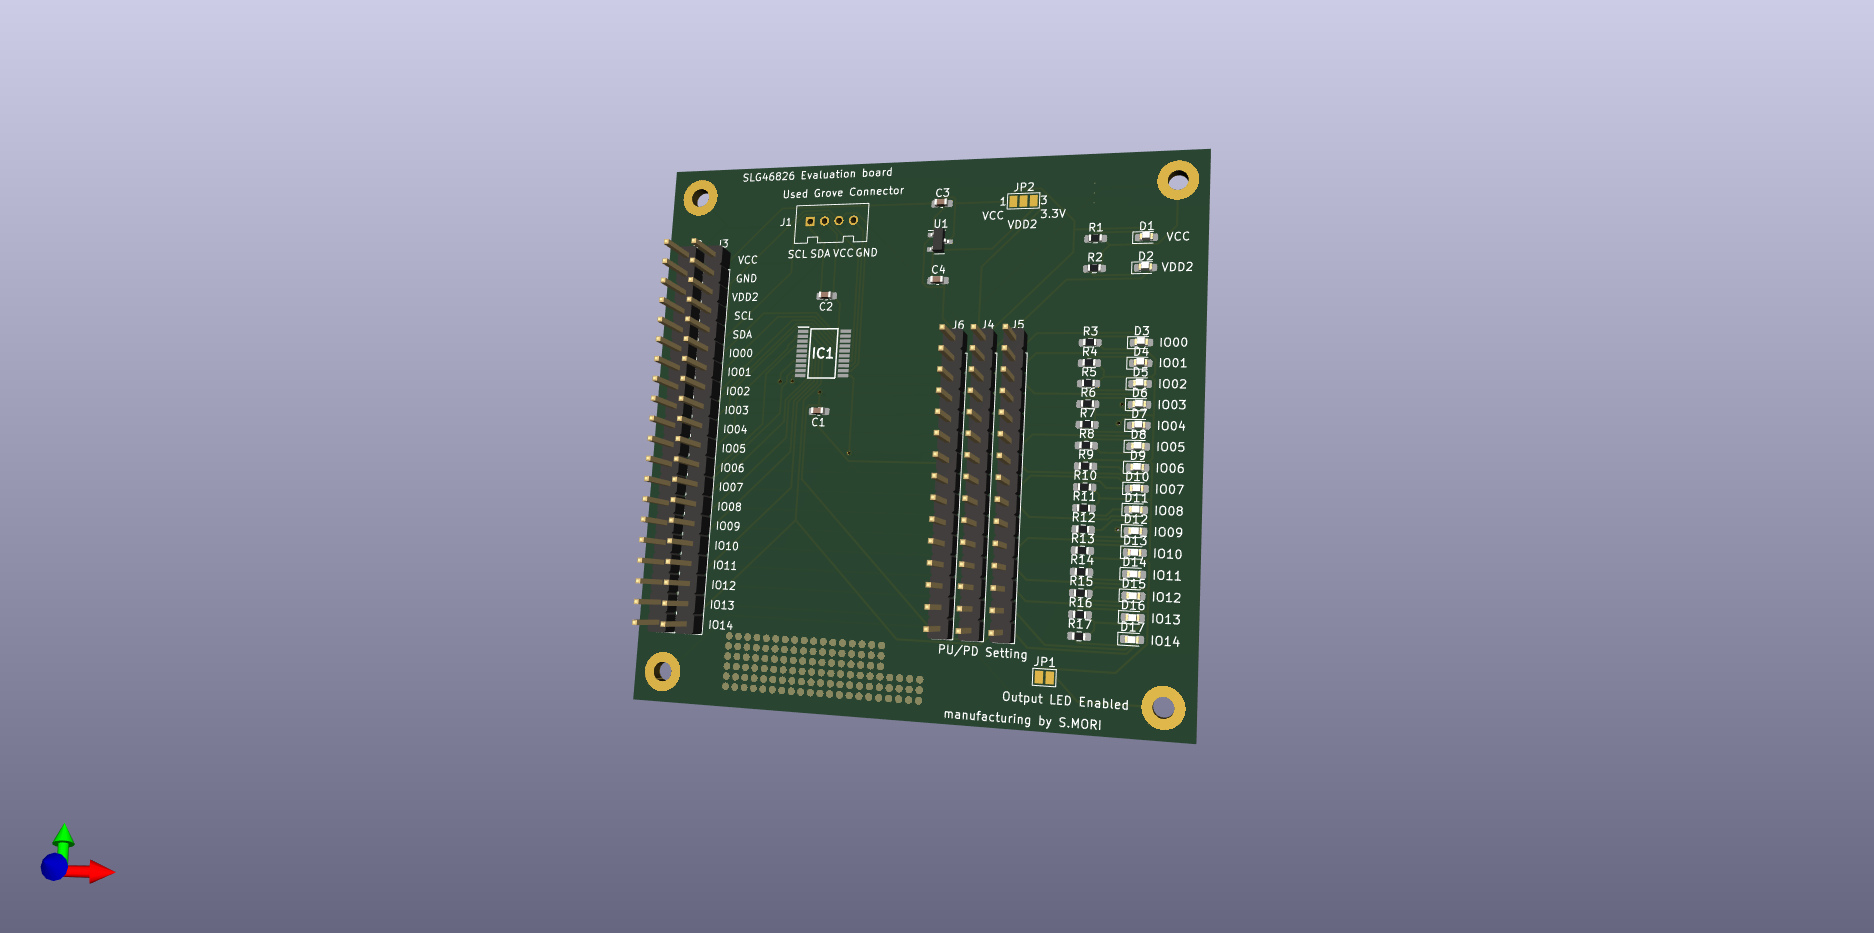 SLG46826 Evaluation board
Used Grove Connector
J1
SCL SDA VCC GND
C3
JP2
1 3
VCC 3.3V
VDD2
U1
C4
R1 D1 VCC
R2 D2 VDD2
J3
VCC
GND
VDD2
SCL
SDA
IO00
IO01
IO02
IO03
IO04
IO05
IO06
IO07
IO08
IO09
IO10
IO11
IO12
IO13
IO14
C2
IC1
C1
J6 J4 J5
R3 D3 IO00
R4 D4 IO01
R5 D5 IO02
R6 D6 IO03
R7 D7 IO04
R8 D8 IO05
R9 D9 IO06
R10 D10 IO07
R11 D11 IO08
R12 D12 IO09
R13 D13 IO10
R14 D14 IO11
R15 D15 IO12
R16 D16 IO13
R17 D17 IO14
PU/PD Setting
JP1
Output LED Enabled
manufacturing by S.MORI